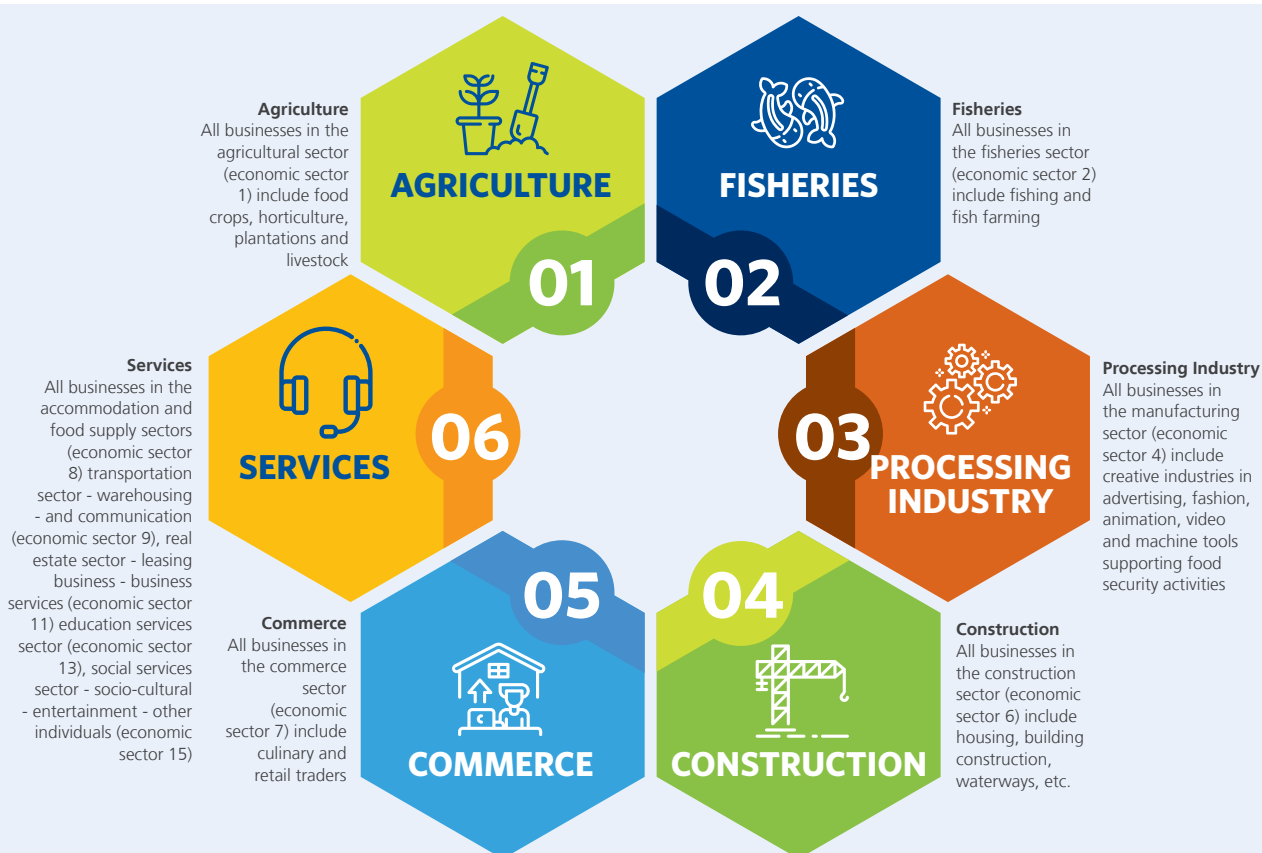 Agriculture
All businesses in the
agricultural sector
(economic sector
1) include food
crops, horticulture,
plantations and
livestock
AGRICULTURE
01
FISHERIES
02
Fisheries
All businesses in
the fisheries sector
(economic sector 2)
include fishing and
fish farming
Services
All businesses in the
accommodation and
food supply sectors
(economic sector
8) transportation
sector - warehousing
- and communication
(economic sector 9), real
estate sector - leasing
business - business
services (economic sector
11) education services
sector (economic sector
13), social services
sector - socio-cultural
- entertainment - other
individuals (economic
sector 15)
SERVICES
06
03
PROCESSING
INDUSTRY
Processing Industry
All businesses in
the manufacturing
sector (economic
sector 4) include
creative industries in
advertising, fashion,
animation, video
and machine tools
supporting food
security activities
Commerce
All businesses in
the commerce
sector
(economic
sector 7) include
culinary and
retail traders
05
COMMERCE
04
CONSTRUCTION
Construction
All businesses in
the construction
sector (economic
sector 6) include
housing, building
construction,
waterways, etc.